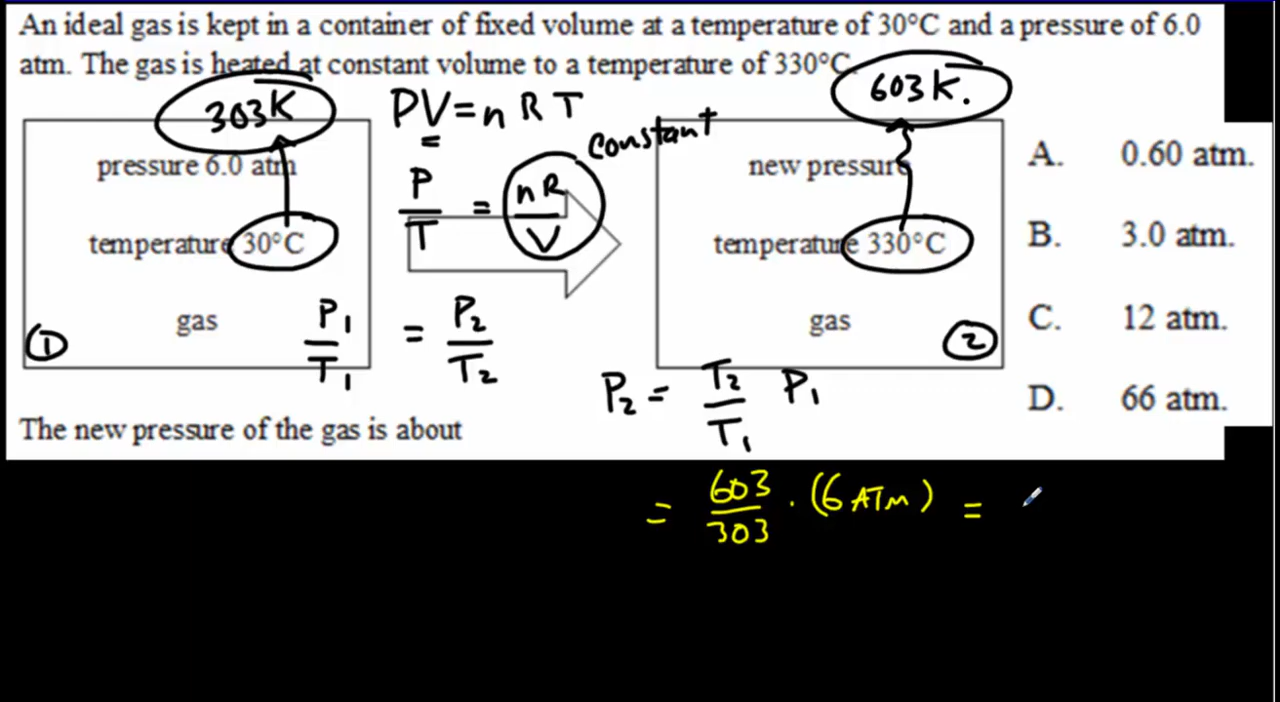 An ideal gas is kept in a container of fixed volume at a temperature of 30°C and a pressure of 6.0
atm. The gas is heated at constant volume to a temperature of 330°C.
303K
PV = nRT
constant
603K.
pressure 6.0 atm
P/T = nR/V
new pressure
temperature 30°C
temperature 330°C
gas
gas
1
P1/T1 = P2/T2
2
P2 = T2/T1 P1
A. 0.60 atm.
B. 3.0 atm.
C. 12 atm.
D. 66 atm.
The new pressure of the gas is about
= 603/303 · (6 ATM) =